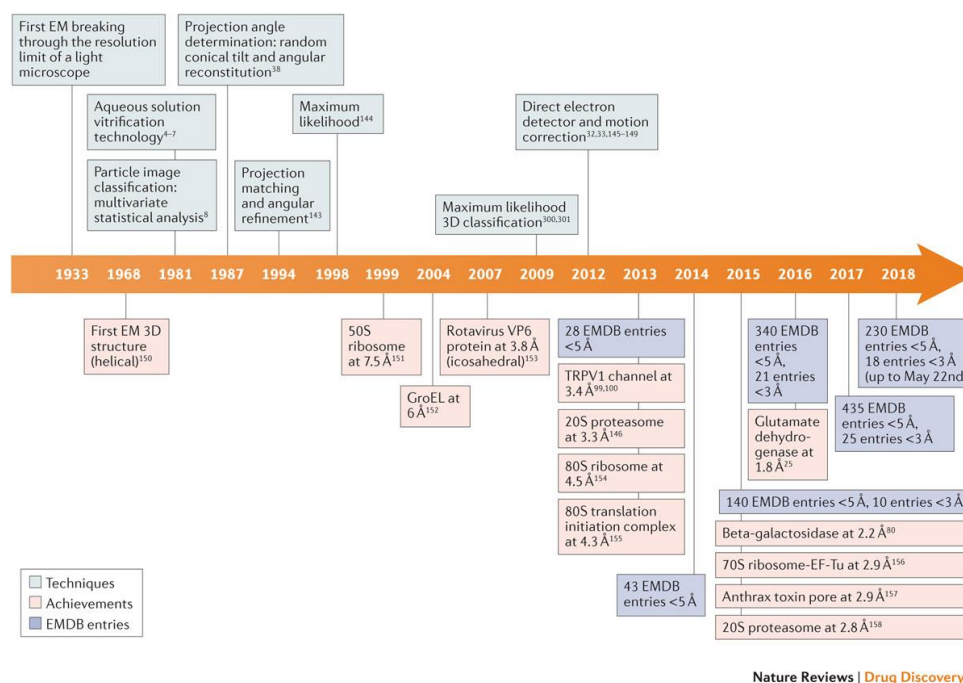 First EM breaking
through the resolution
limit of a light
microscope
Projection angle
determination: random
conical tilt and angular
reconstitution38
Aqueous solution
vitrification
technology4–7
Maximum
likelihood144
Direct electron
detector and motion
correction32,33,145–149
Particle image
classification:
multivariate
statistical analysis8
Projection
matching
and angular
refinement143
Maximum likelihood
3D classification300,301
1933 1968 1981 1987 1994 1998 1999 2004 2007 2009 2012 2013 2014 2015 2016 2017 2018
First EM 3D
structure
(helical)150
50S
ribosome
at 7.5 Å151
GroEL at
6 Å152
Rotavirus VP6
protein at 3.8 Å
(icosahedral)153
28 EMDB entries
<5 Å
TRPV1 channel at
3.4 Å99,100
20S proteasome
at 3.3 Å146
80S ribosome at
4.5 Å154
80S translation
initiation complex
at 4.3 Å155
43 EMDB
entries <5 Å
340 EMDB
entries
<5 Å,
21 entries
<3 Å
Glutamate
dehydro-
genase at
1.8 Å25
230 EMDB
entries <5 Å,
18 entries <3 Å
(up to May 22nd)
435 EMDB
entries <5 Å,
25 entries <3 Å
140 EMDB entries <5 Å, 10 entries <3 Å
Beta-galactosidase at 2.2 Å80
70S ribosome-EF-Tu at 2.9 Å156
Anthrax toxin pore at 2.9 Å157
20S proteasome at 2.8 Å158
Techniques
Achievements
EMDB entries
Nature Reviews | Drug Discovery